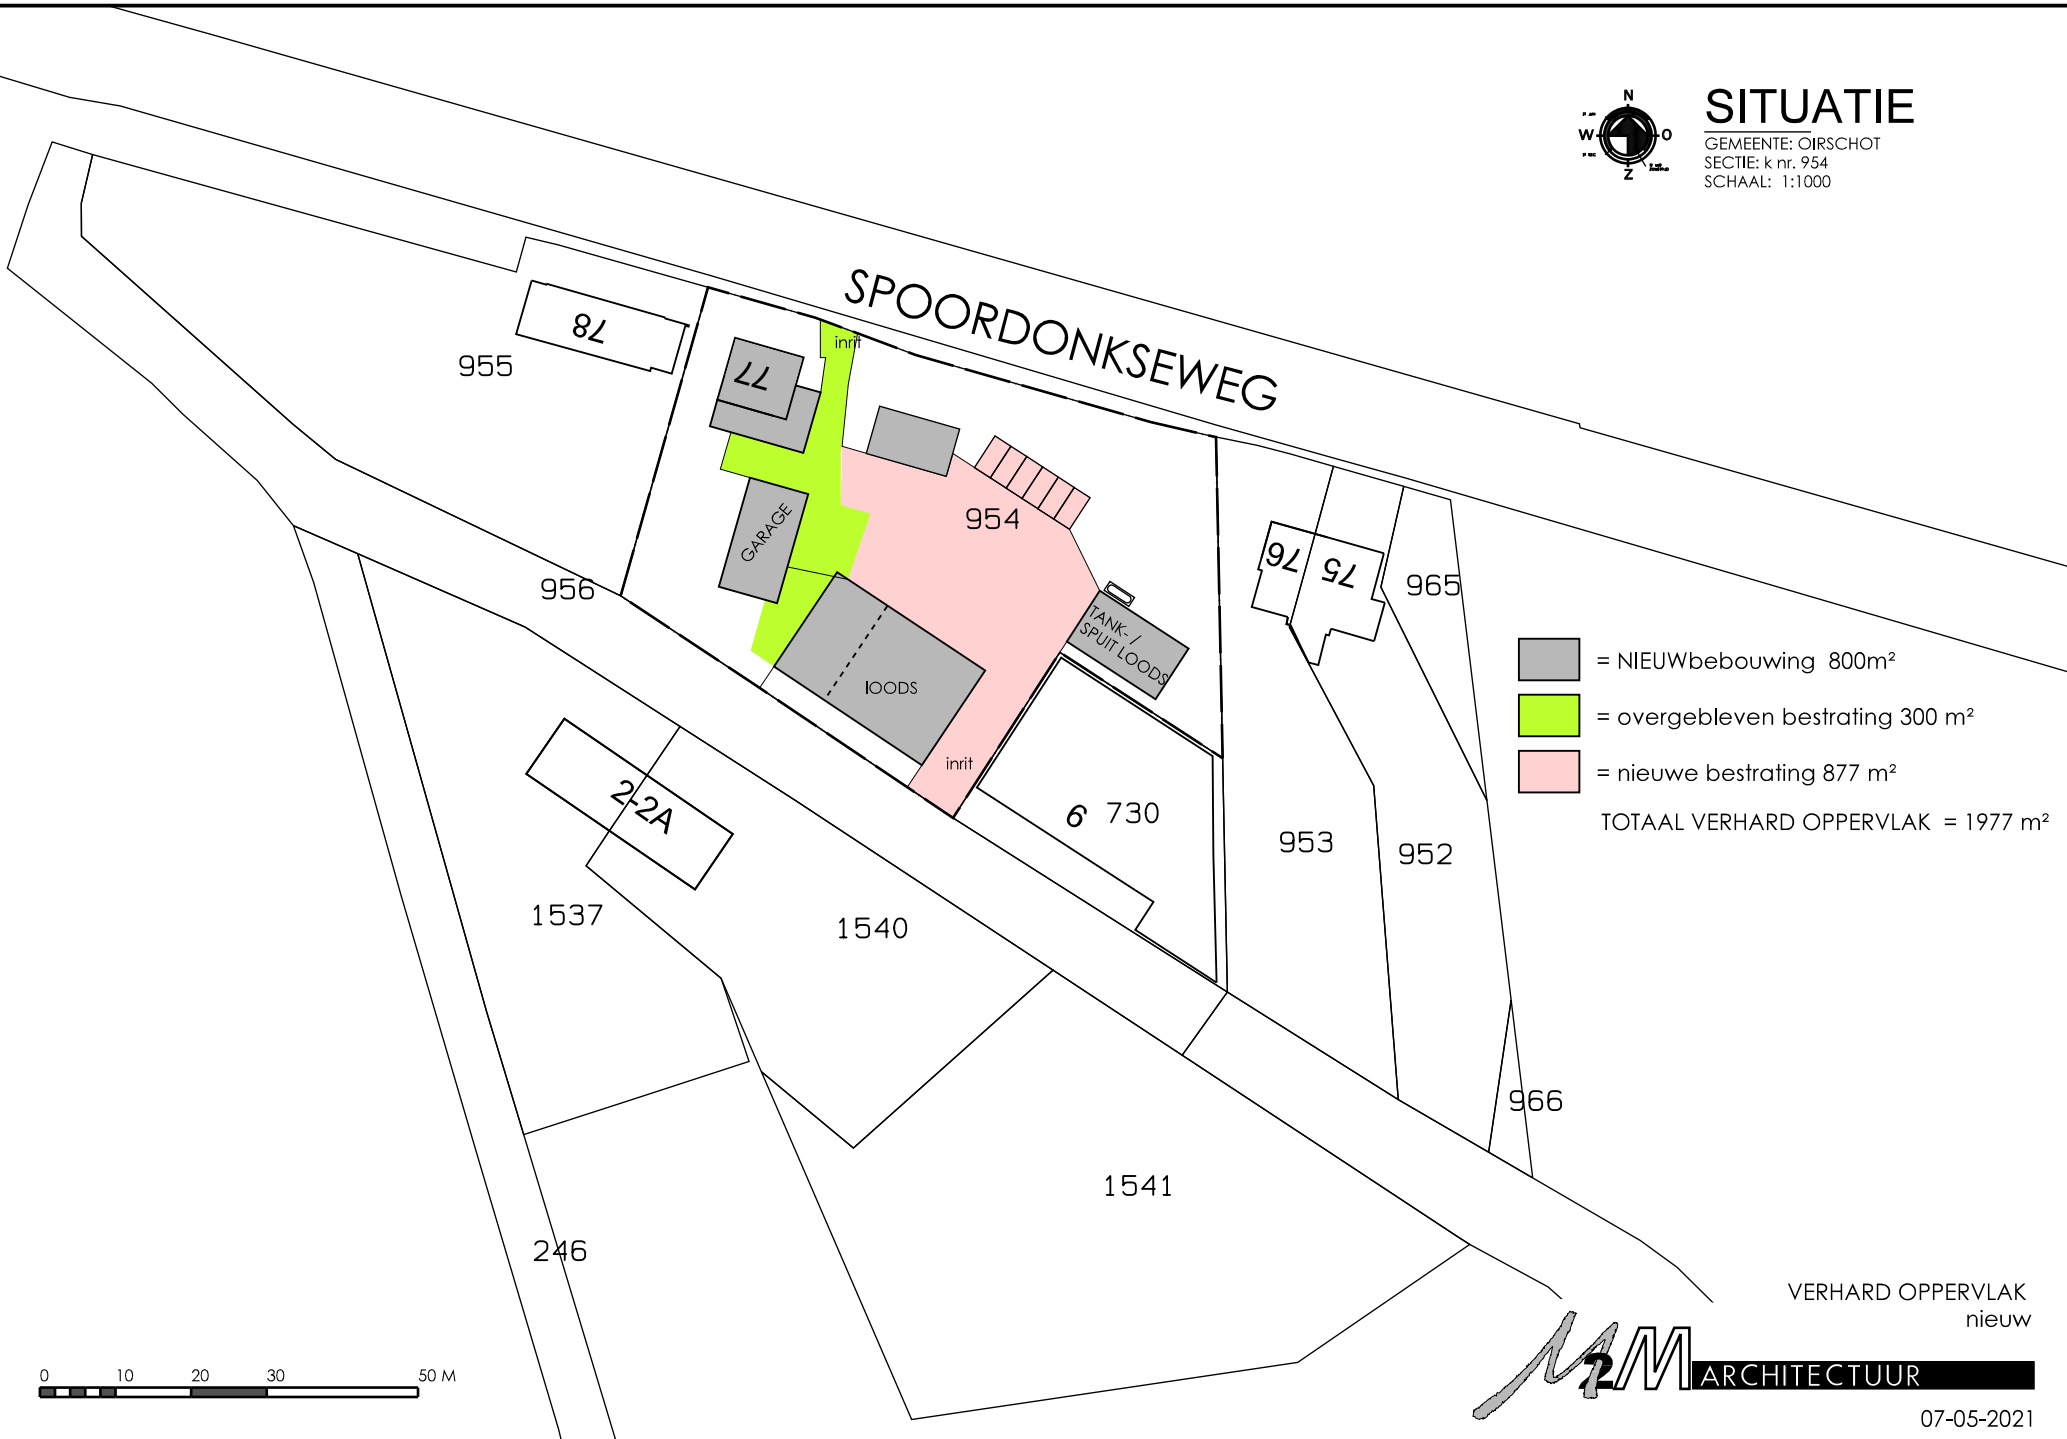 N
W
O
Z
SITUATIE
GEMEENTE: OIRSCHOT
SECTIE: k nr. 954
SCHAAL: 1:1000
SPOORDONKSEWEG
78
955
inrit
77
954
GARAGE
956
76
75
965
TANK- /
SPUIT LOODS
lOODS
inrit
= NIEUWbebouwing 800m²
= overgebleven bestrating 300 m²
= nieuwe bestrating 877 m²
TOTAAL VERHARD OPPERVLAK = 1977 m²
2-2A
6
730
953
952
1537
1540
966
1541
246
VERHARD OPPERVLAK
nieuw
M2M ARCHITECTUUR
07-05-2021
0 10 20 30 50 M